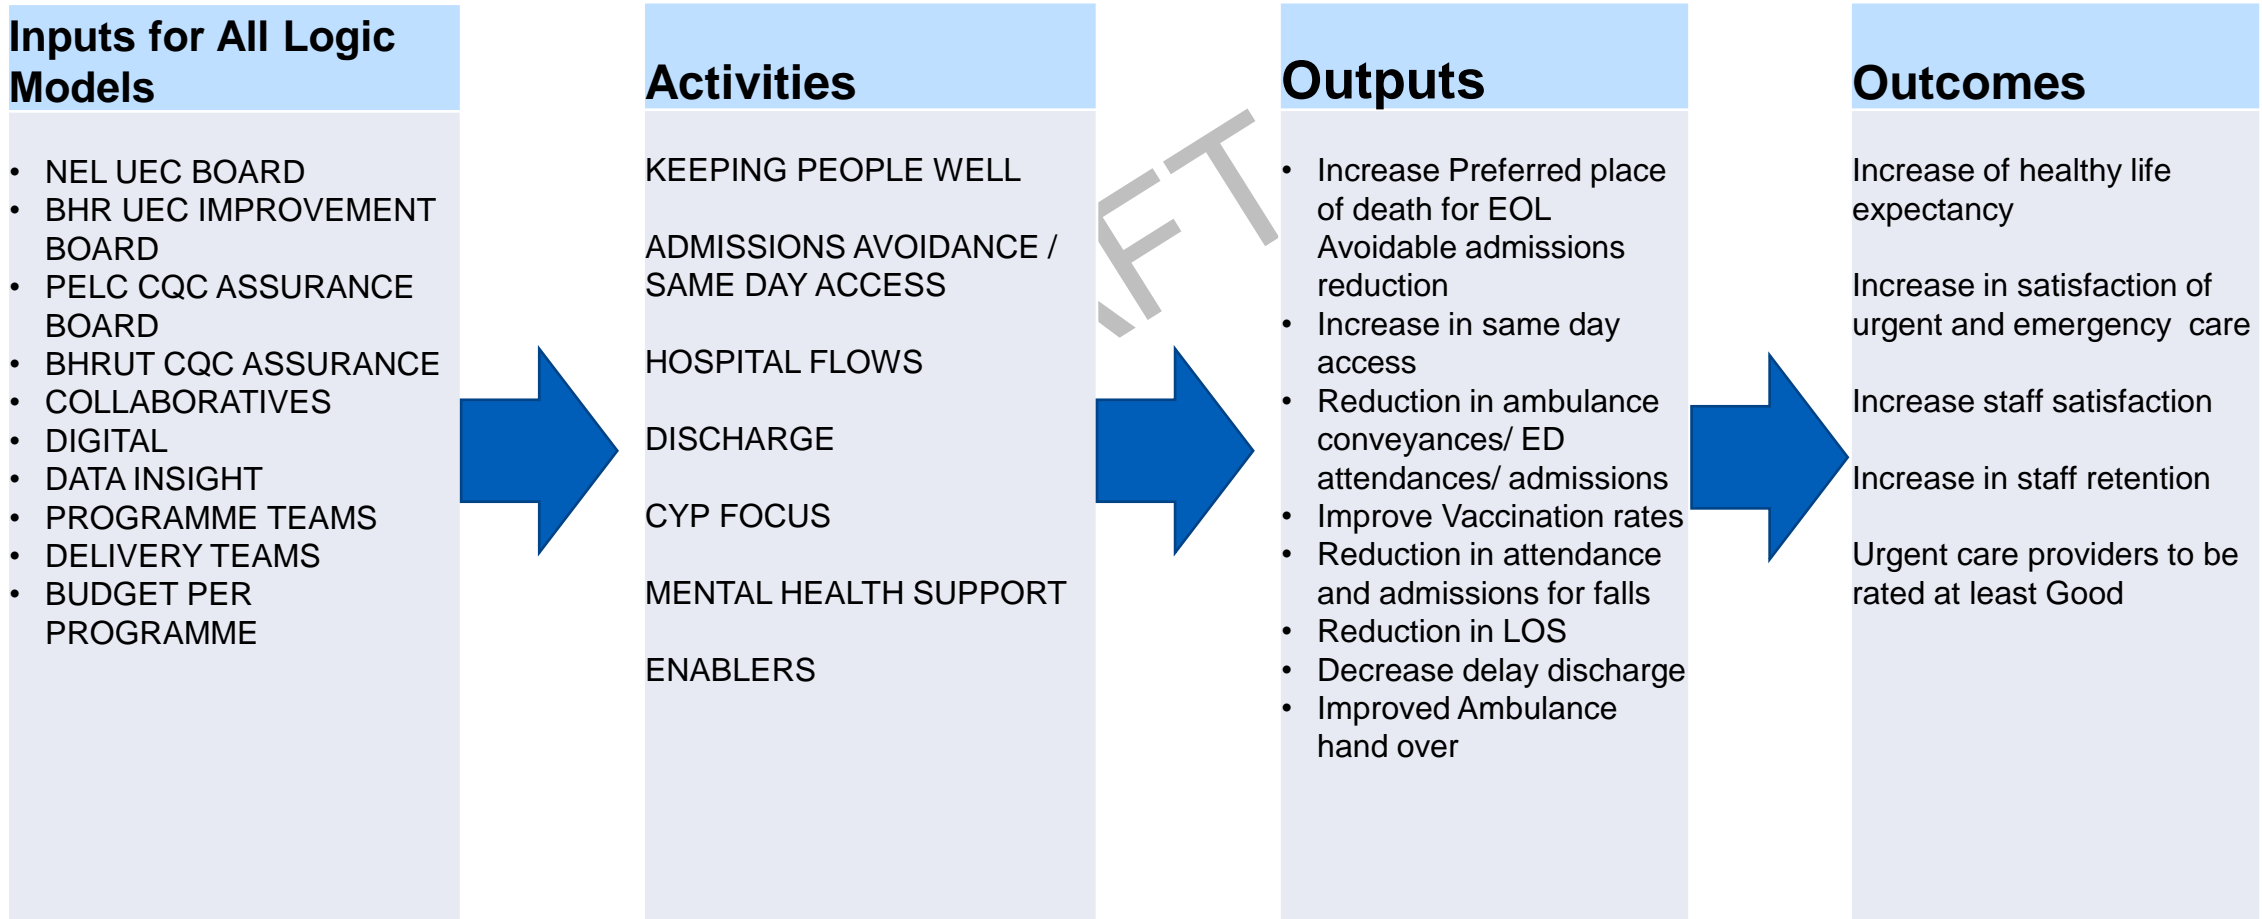 Inputs for All Logic
Models
• NEL UEC BOARD
• BHR UEC IMPROVEMENT
BOARD
• PELC CQC ASSURANCE
BOARD
• BHRUT CQC ASSURANCE
• COLLABORATIVES
• DIGITAL
• DATA INSIGHT
• PROGRAMME TEAMS
• DELIVERY TEAMS
• BUDGET PER
PROGRAMME
Activities
KEEPING PEOPLE WELL
ADMISSIONS AVOIDANCE /
SAME DAY ACCESS
HOSPITAL FLOWS
DISCHARGE
CYP FOCUS
MENTAL HEALTH SUPPORT
ENABLERS
Outputs
• Increase Preferred place
of death for EOL
Avoidable admissions
reduction
• Increase in same day
access
• Reduction in ambulance
conveyances/ ED
attendances/ admissions
• Improve Vaccination rates
• Reduction in attendance
and admissions for falls
• Reduction in LOS
• Decrease delay discharge
• Improved Ambulance
hand over
Outcomes
Increase of healthy life
expectancy
Increase in satisfaction of
urgent and emergency  care
Increase staff satisfaction
Increase in staff retention
Urgent care providers to be
rated at least Good